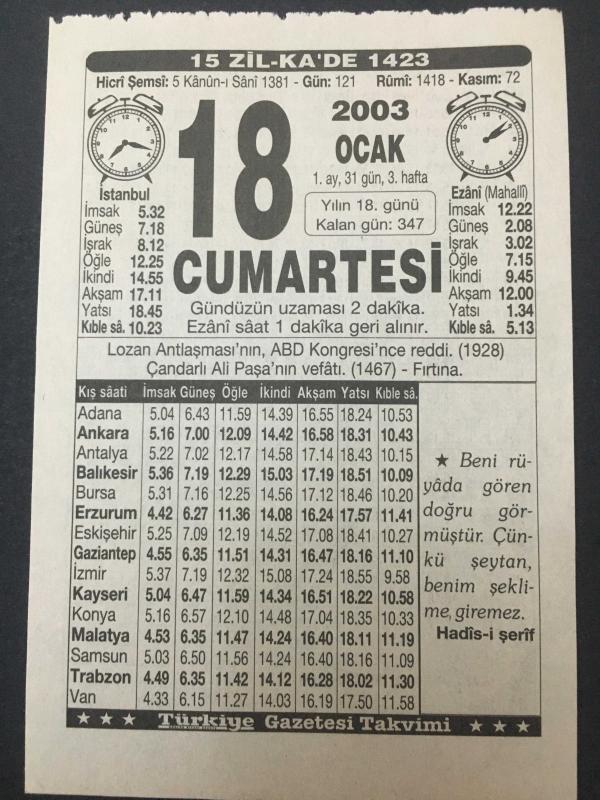 15 ZİL-KA'DE 1423
Hicrî Şemsî: 5 Kânûn-ı Sânî 1381 - Gün: 121 Rûmî: 1418 - Kasım: 72
18
2003
OCAK
1. ay, 31 gün, 3. hafta
Yılın 18. günü
Kalan gün: 347
CUMARTESİ
Gündüzün uzaması 2 dakîka.
Ezânî sâat 1 dakîka geri alınır.
İstanbul
İmsak 5.32
Güneş 7.18
İşrak 8.12
Öğle 12.25
İkindi 14.55
Akşam 17.11
Yatsı 18.45
Kıble sâ. 10.23
Ezânî (Mahallî)
İmsak 12.22
Güneş 2.08
İşrak 3.02
Öğle 7.15
İkindi 9.45
Akşam 12.00
Yatsı 1.34
Kıble sâ. 5.13
Lozan Antlaşması'nın, ABD Kongresi'nce reddi. (1928)
Çandarlı Ali Paşa'nın vefâtı. (1467) - Fırtına.
Kış sâati İmsak Güneş Öğle İkindi Akşam Yatsı Kıble sâ.
Adana 5.04 6.43 11.59 14.39 16.55 18.24 10.53
Ankara 5.16 7.00 12.09 14.42 16.58 18.31 10.43
Antalya 5.22 7.02 12.17 14.58 17.14 18.43 10.15
Balıkesir 5.36 7.19 12.29 15.03 17.19 18.51 10.09
Bursa 5.31 7.16 12.25 14.56 17.12 18.46 10.20
Erzurum 4.42 6.27 11.36 14.08 16.24 17.57 11.41
Eskişehir 5.25 7.09 12.19 14.52 17.08 18.41 10.27
Gaziantep 4.55 6.35 11.51 14.31 16.47 18.16 11.10
İzmir 5.37 7.19 12.32 15.08 17.24 18.55 9.58
Kayseri 5.04 6.47 11.59 14.34 16.51 18.22 10.58
Konya 5.16 6.57 12.10 14.48 17.04 18.35 10.33
Malatya 4.53 6.35 11.47 14.24 16.40 18.11 11.19
Samsun 5.03 6.50 11.56 14.24 16.40 18.16 11.09
Trabzon 4.49 6.35 11.42 14.12 16.28 18.02 11.30
Van 4.33 6.15 11.27 14.03 16.19 17.50 11.58
★ Beni rü-
yâda gören
doğru gör-
müştür. Çün-
kü şeytan,
benim şekli-
me giremez.
Hadîs-i şerîf
★ ★ ★ Türkiye Gazetesi Takvimi ★ ★ ★